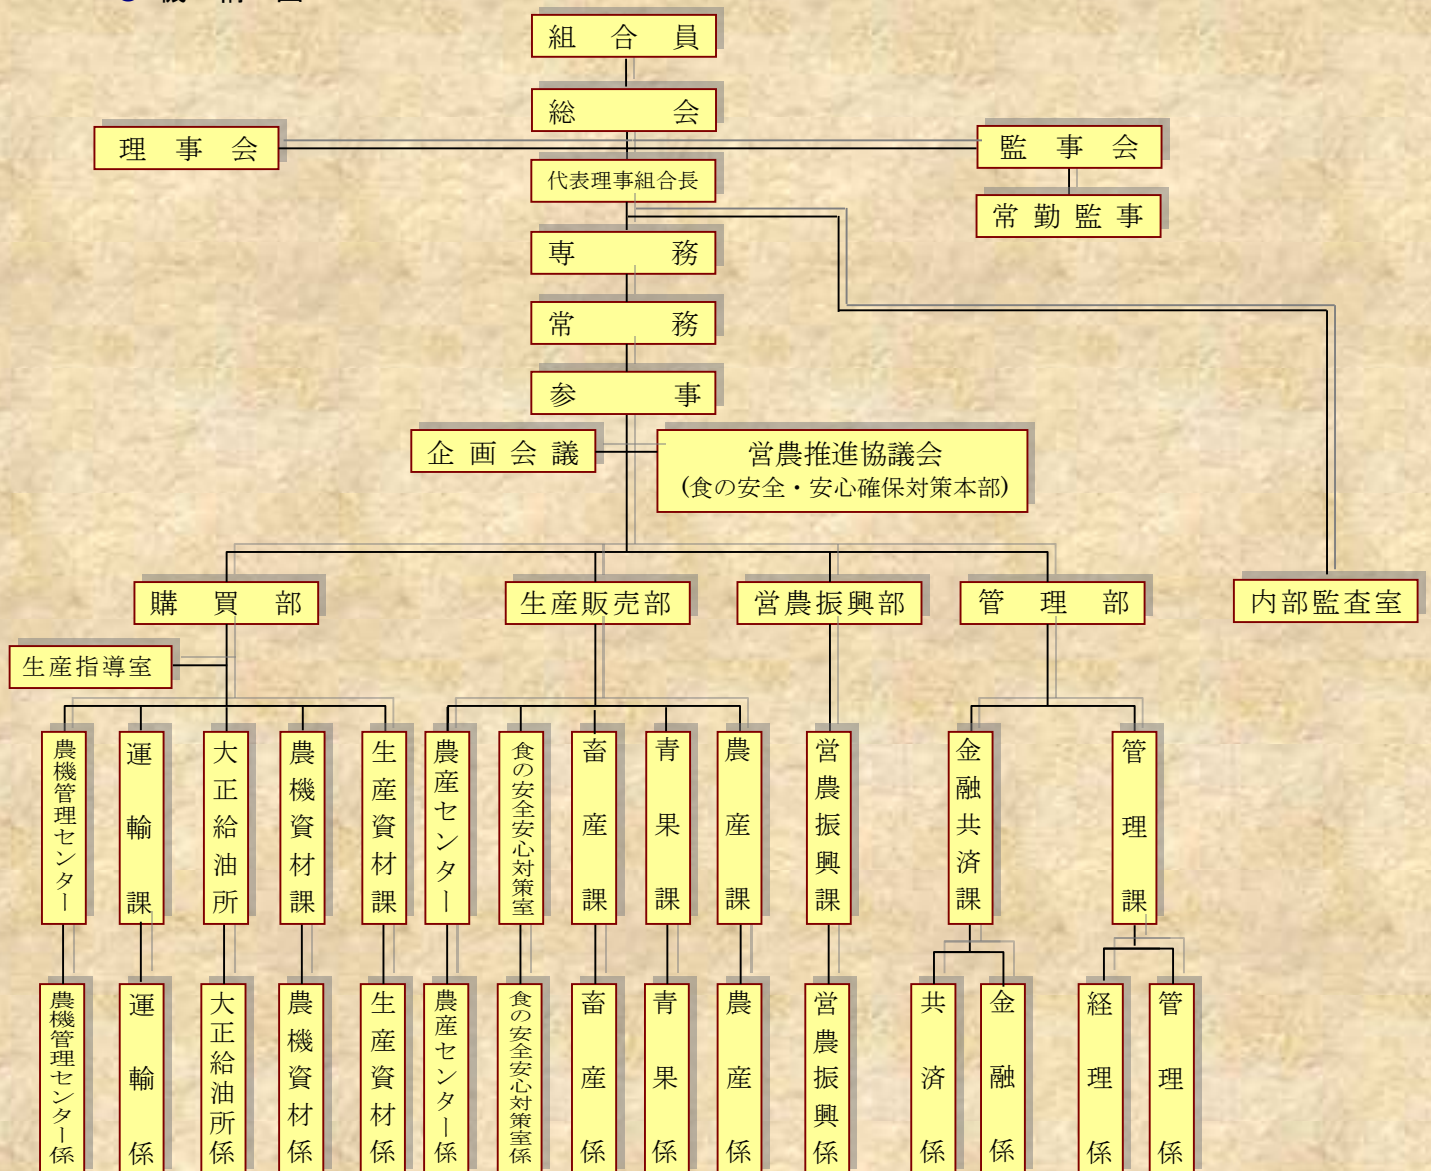 機 構 図
組 合 員
総 会
理 事 会
監 事 会
代表理事組合長
常 勤 監 事
専 務
常 務
参 事
企 画 会 議
営農推進協議会
(食の安全・安心確保対策本部)
購 買 部
生産販売部
営農振興部
管 理 部
内部監査室
生産指導室
農機管理センター
運 輸 課
大正給油所
農機資材課
生産資材課
農産センター
食の安全安心対策室
畜 産 課
青 果 課
農 産 課
営農振興課
金融共済課
管 理 課
農機管理センター係
運 輸 係
大正給油所係
農機資材係
生産資材係
農産センター係
食の安全安心対策室係
畜 産 係
青 果 係
農 産 係
営農振興係
共 済 係
金 融 係
経 理 係
管 理 係